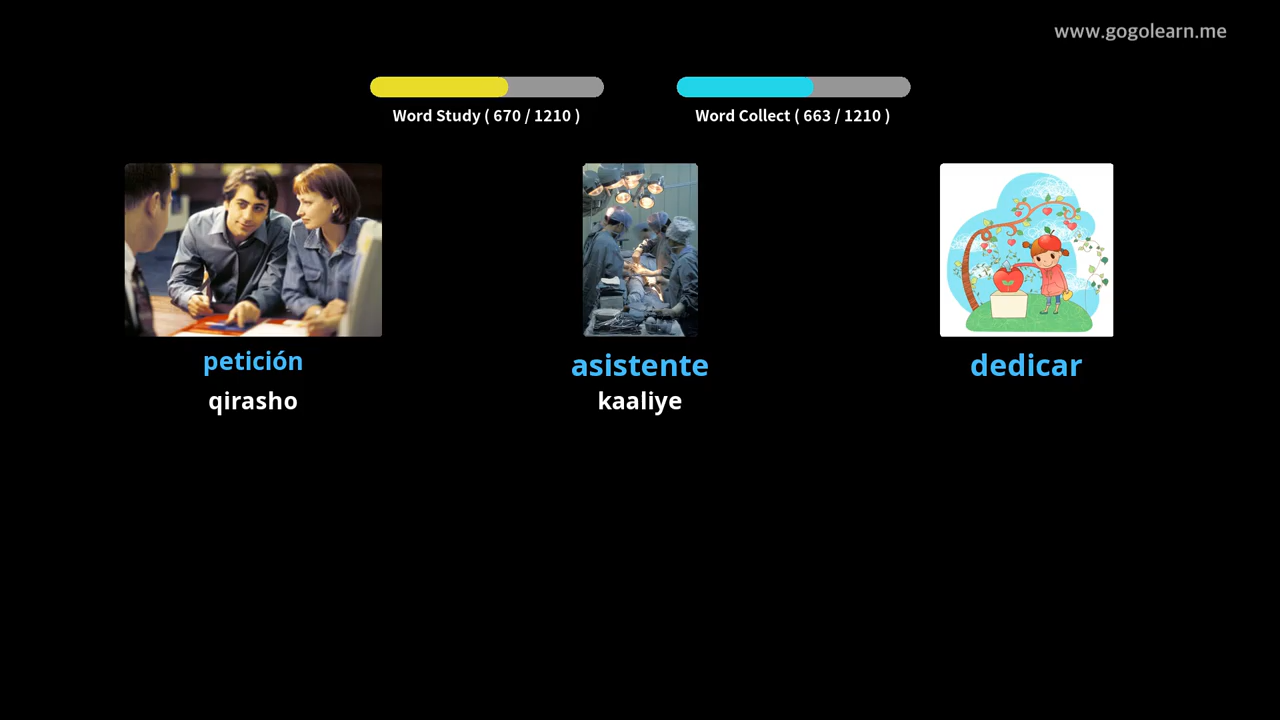 www.gogolearn.me
Word Study ( 670 / 1210 )
Word Collect ( 663 / 1210 )
petición
asistente
dedicar
qirasho
kaaliye